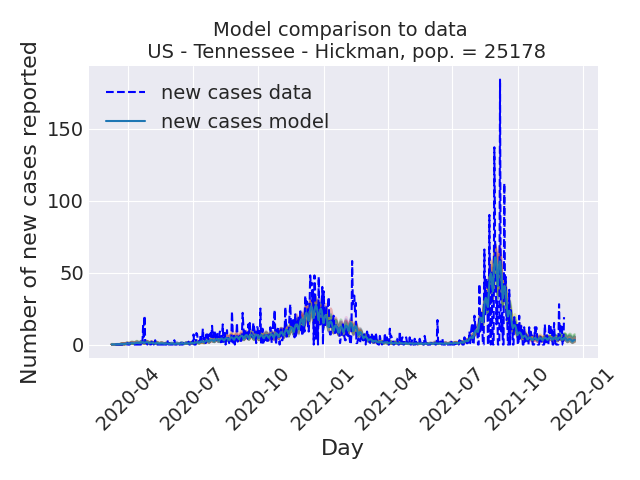 Model comparison to data
US - Tennessee - Hickman, pop. = 25178
Number of new cases reported
new cases data
new cases model
150
100
50
0
2020-04
2020-07
2020-10
2021-01
2021-04
2021-07
2021-10
2022-01
Day